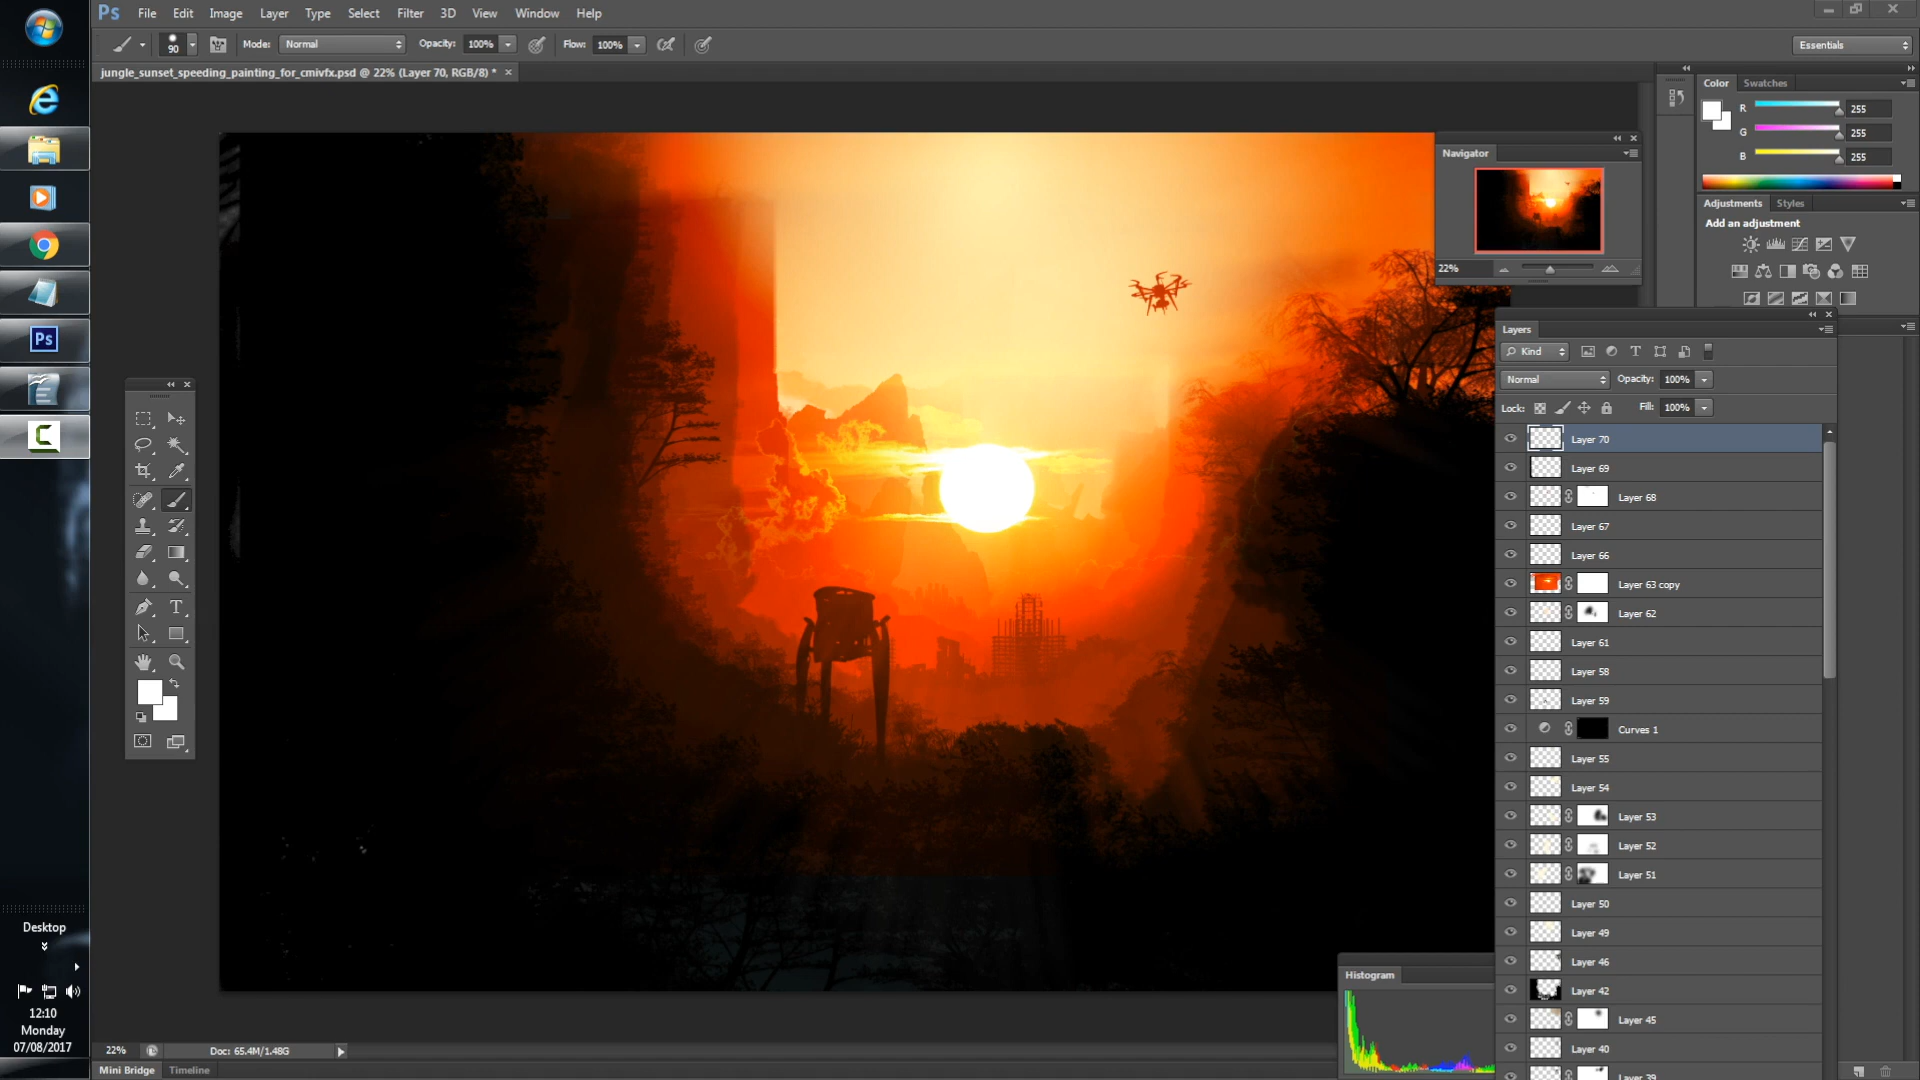 Ps File Edit Image Layer Type Select Filter 3D View Window Help
90 Mode: Normal Opacity: 100% Flow: 100% Essentials
jungle_sunset_speeding_painting_for_cmivfx.psd @ 22% (Layer 70, RGB/8) * ×
Color Swatches
R 255
G 255
B 255
Navigator
22%
Adjustments Styles
Add an adjustment
Layers
Kind
Normal Opacity: 100%
Lock: Fill: 100%
Layer 70
Layer 69
Layer 68
Layer 67
Layer 66
Layer 63 copy
Layer 62
Layer 61
Layer 58
Layer 59
Curves 1
Layer 55
Layer 54
Layer 53
Layer 52
Layer 51
Layer 50
Layer 49
Layer 46
Layer 42
Layer 45
Layer 40
Layer 39
Histogram
Ps
Desktop
12:10
Monday
07/08/2017
22% Doc: 65.4M/1.48G
Mini Bridge Timeline